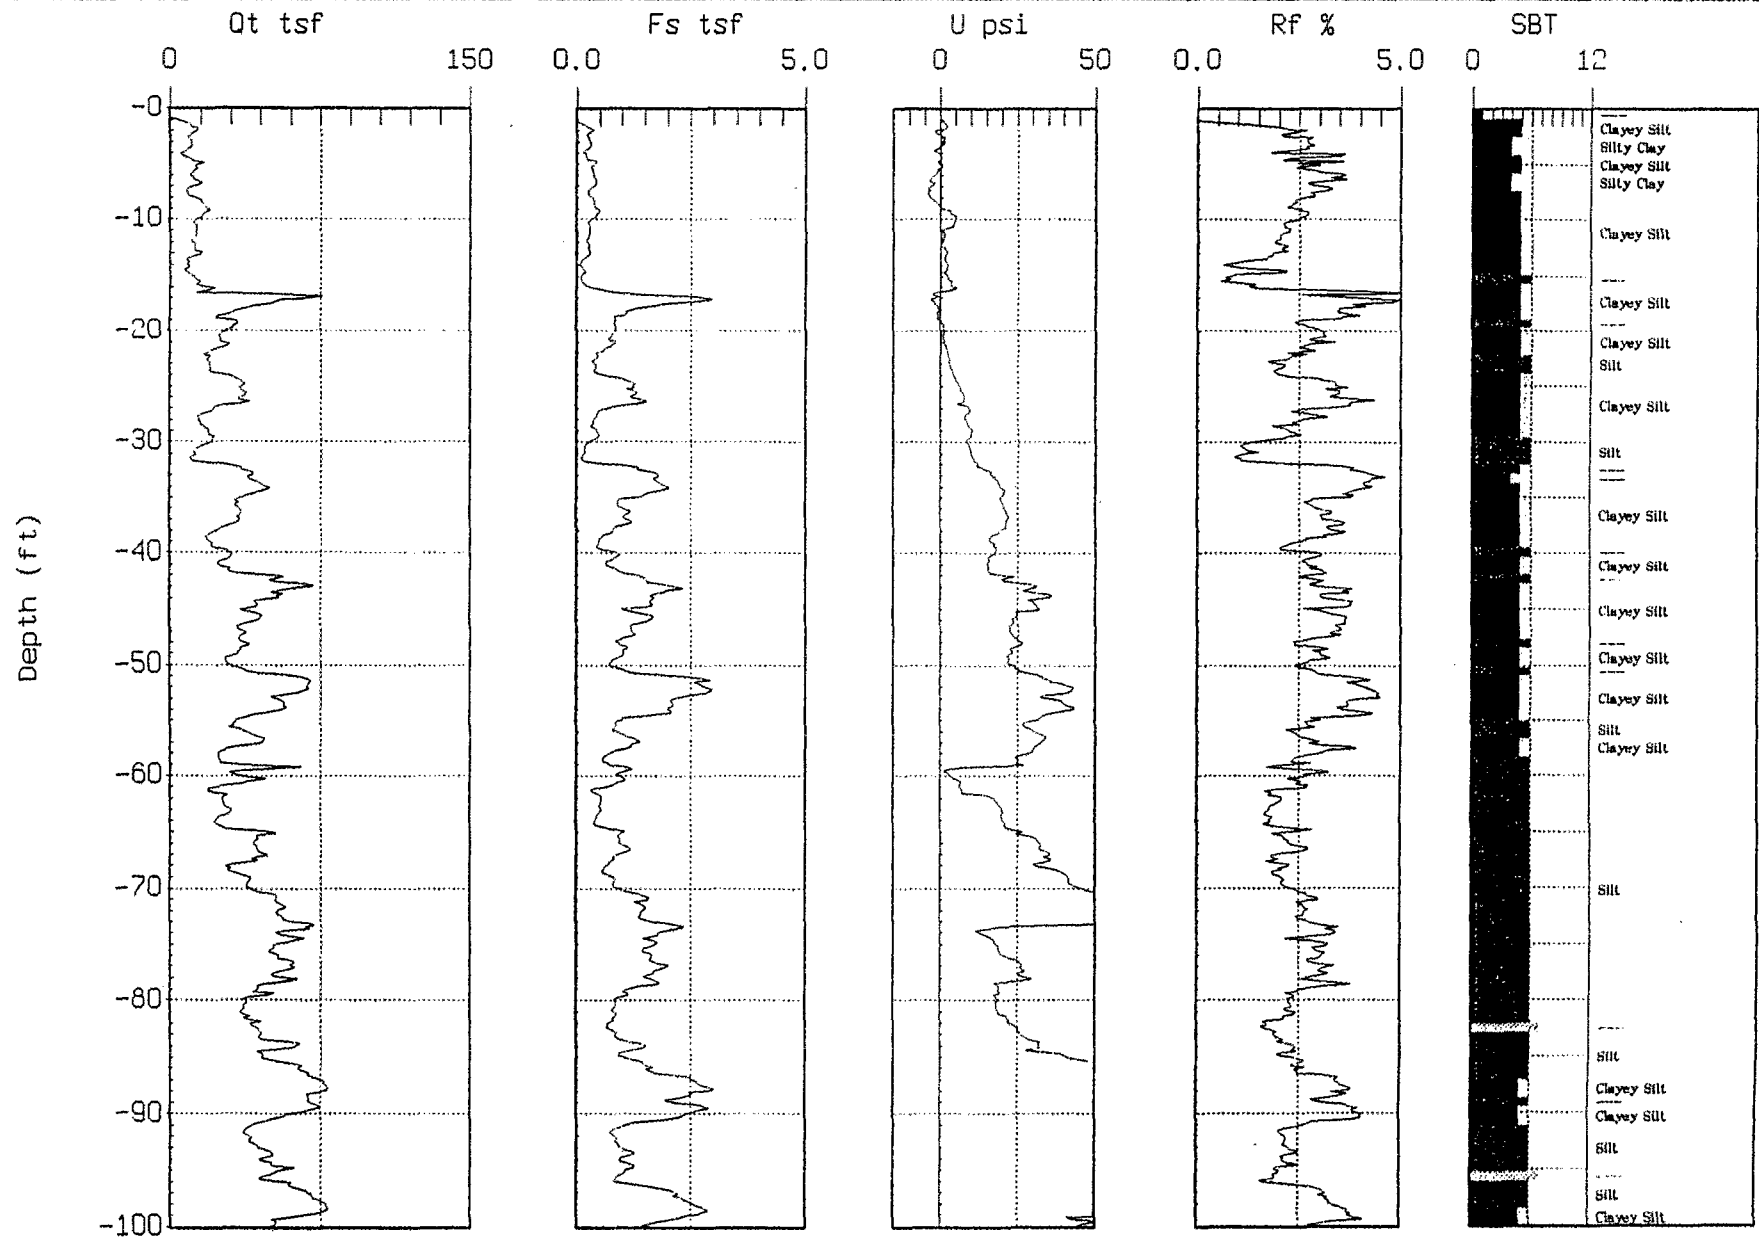 Qt tsf Fs tsf U psi Rf % SBT
0 150 0.0 5.0 0 50 0.0 5.0 0 12
-0
Clayey Silt
Silty Clay
Clayey Silt
Silty Clay
-10
Clayey Silt
Clayey Silt
-20
Clayey Silt
Silt
Clayey Silt
-30
Silt
Clayey Silt
-40
Clayey Silt
Clayey Silt
-50
Clayey Silt
Clayey Silt
Silt
Clayey Silt
-60
-70
Silt
-80
Silt
Clayey Silt
-90
Clayey Silt
Silt
Silt
Clayey Silt
-100
Depth (ft)